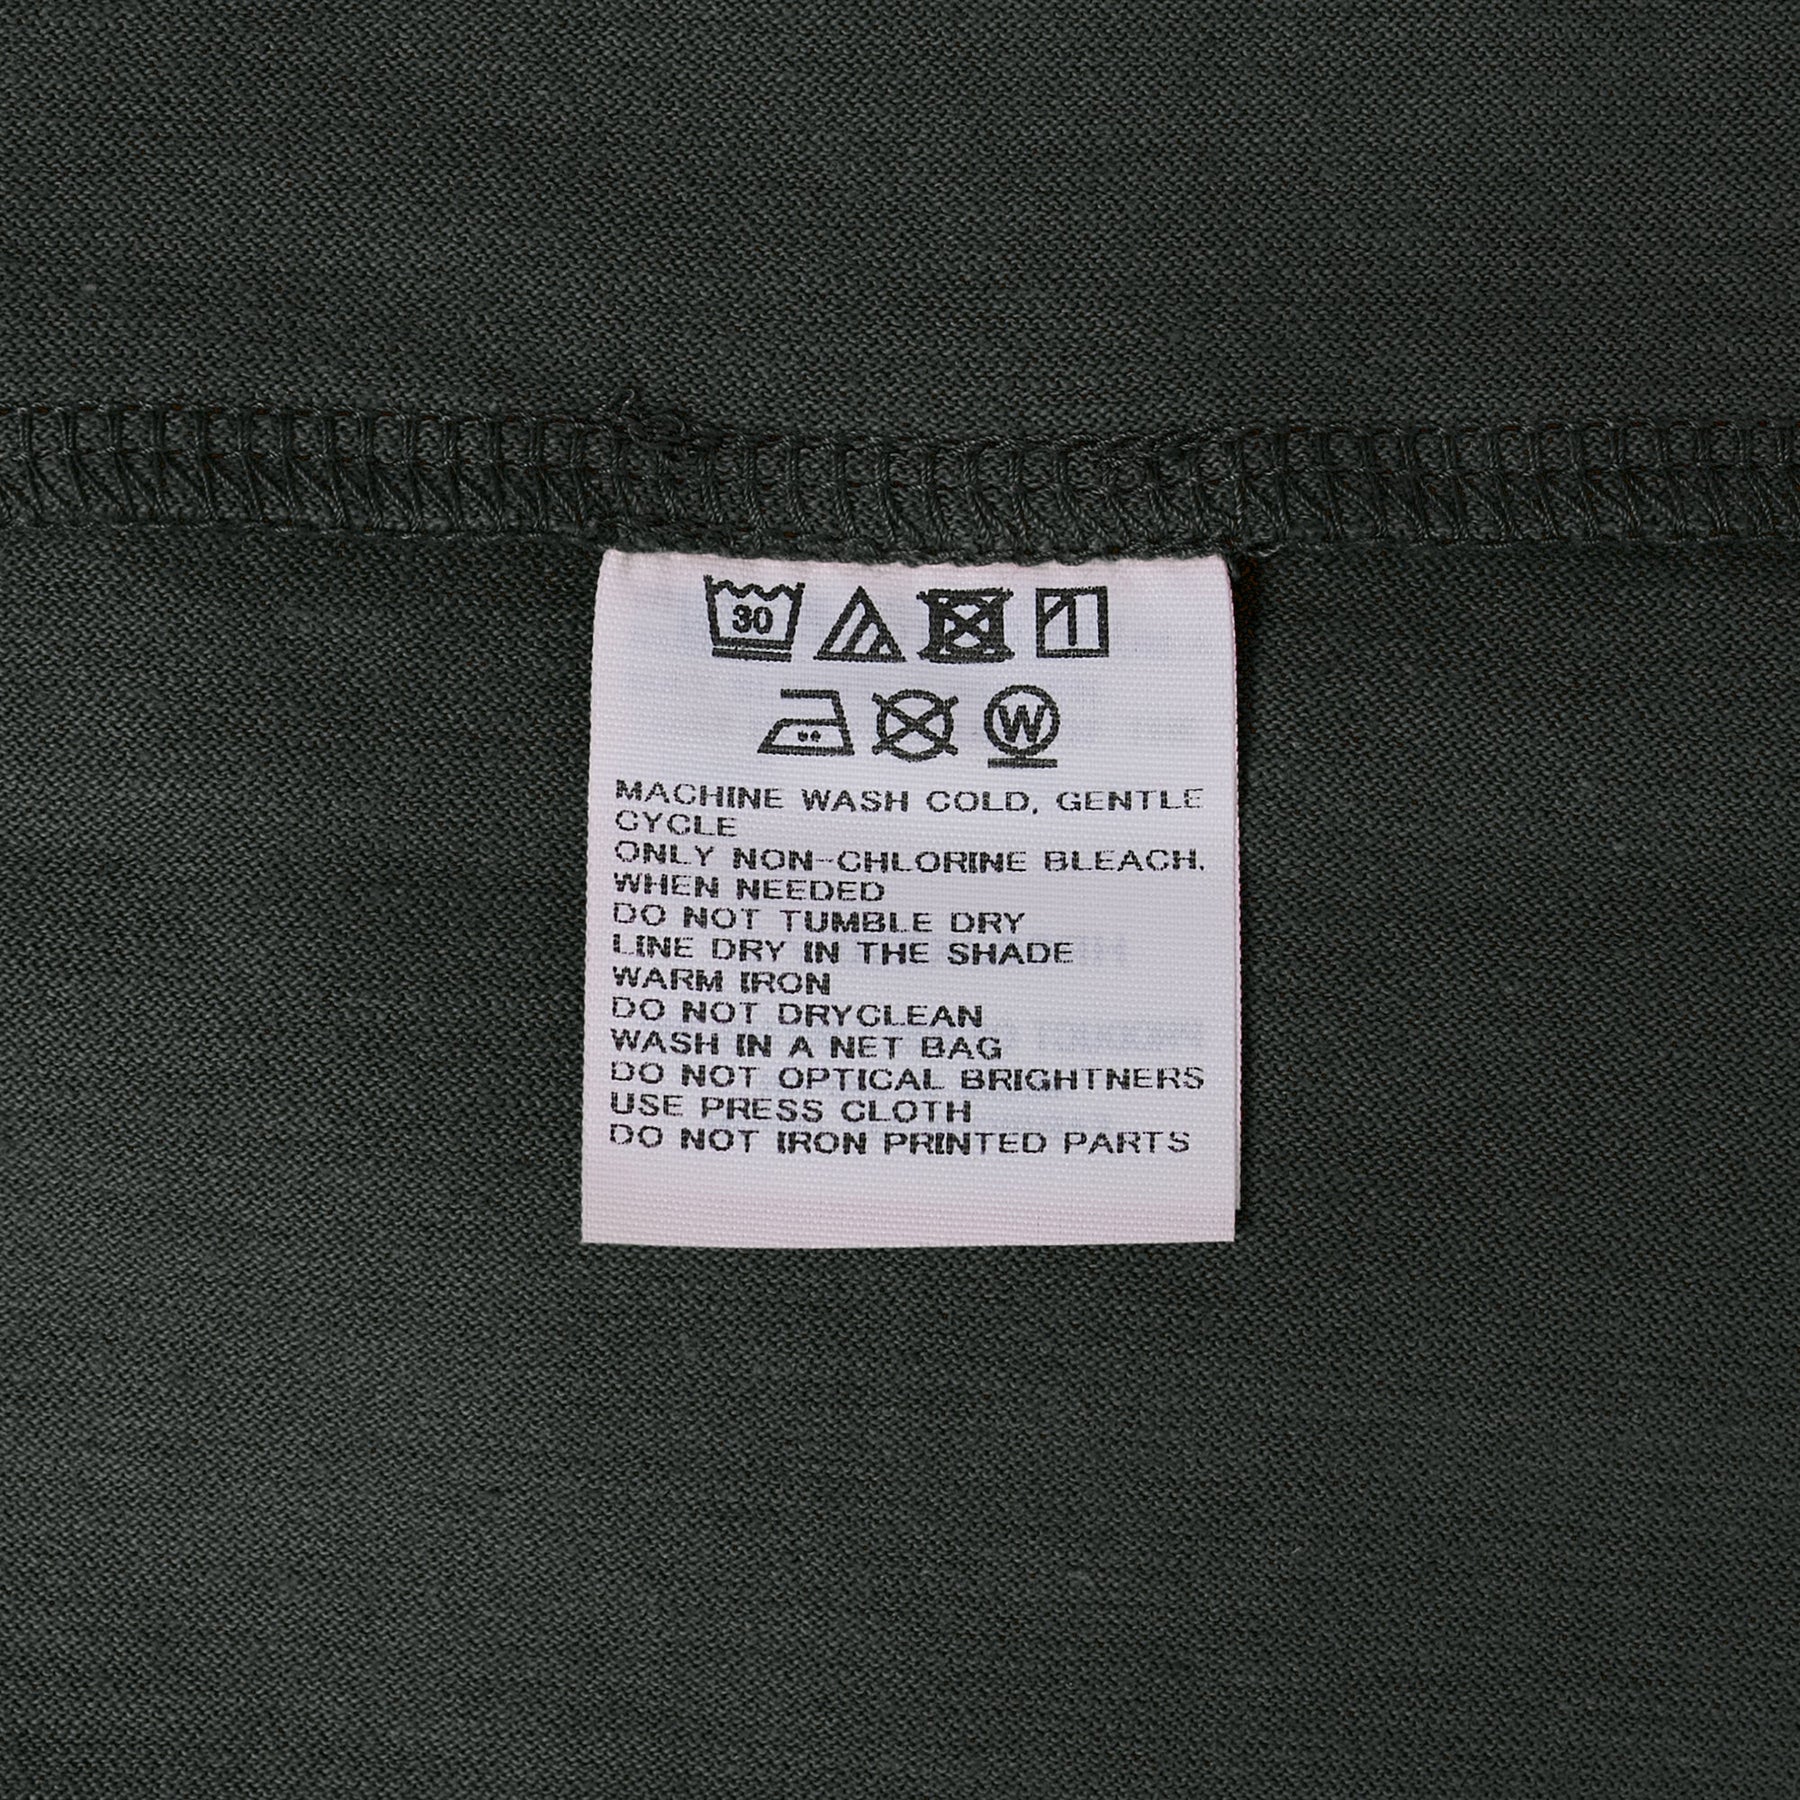 30
W
MACHINE WASH COLD, GENTLE
CYCLE
ONLY NON-CHLORINE BLEACH,
WHEN NEEDED
DO NOT TUMBLE DRY
LINE DRY IN THE SHADE
WARM IRON
DO NOT DRYCLEAN
WASH IN A NET BAG
DO NOT OPTICAL BRIGHTNERS
USE PRESS CLOTH
DO NOT IRON PRINTED PARTS